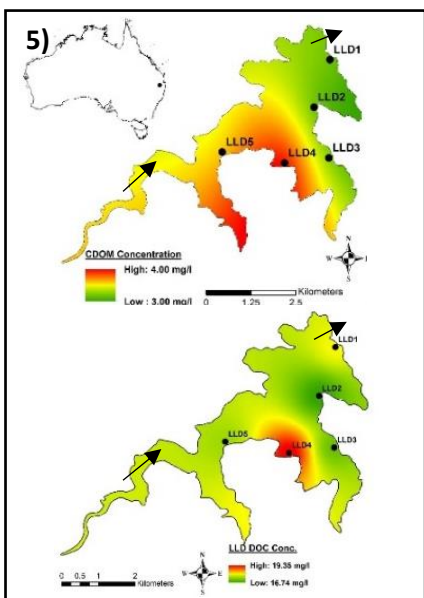 5)
LLD1
LLD2
LLD3
LLD5
LLD4
CDOM Concentration
High: 4.00 mg/l
Low : 3.00 mg/l
Kilometers
0 1.25 2.5
N
W E
S
LLD1
LLD2
LLD5
LLD4
LLD3
LLD DOC Conc.
High: 19.35 mg/l
Low: 16.74 mg/l
N
W E
S
0 0.5 1 2
Kilometers